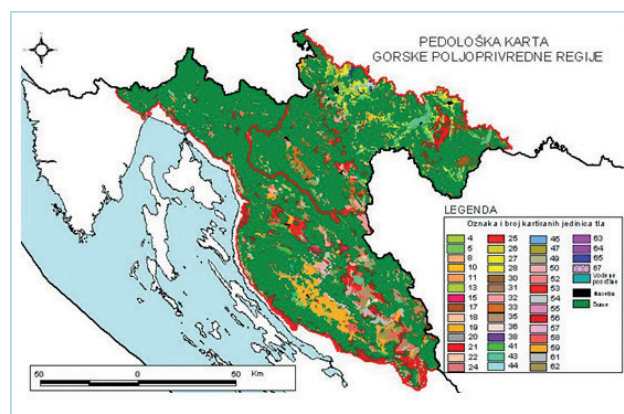 PEDOLOŠKA KARTA
GORSKE POLJOPRIVREDNE REGIJE
LEGENDA
Oznaka i broj kartiranih jedinica tla
4 25 45 63
5 26 47 64
8 27 49 65
10 28 50 67
11 30 52 Vodene površine
13 31 53
15 32 54 Naselja
17 33 55 Šume
18 35 56
19 36 57
20 38 58
21 41 59
22 43 61
24 44 62
50 0 50 Km